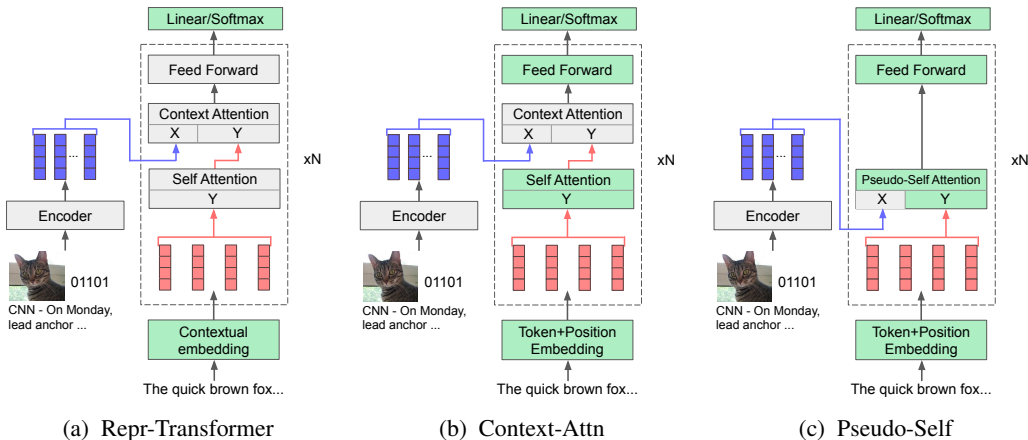 Linear/Softmax
Feed Forward
Context Attention
X Y
xN
Self Attention
Y
...
Encoder
01101
CNN - On Monday,
lead anchor ...
Contextual
embedding
The quick brown fox...
(a) Repr-Transformer
Linear/Softmax
Feed Forward
Context Attention
X Y
xN
Self Attention
Y
...
Encoder
01101
CNN - On Monday,
lead anchor ...
Token+Position
Embedding
The quick brown fox...
(b) Context-Attn
Linear/Softmax
Feed Forward
xN
Pseudo-Self Attention
X Y
...
Encoder
01101
CNN - On Monday,
lead anchor ...
Token+Position
Embedding
The quick brown fox...
(c) Pseudo-Self